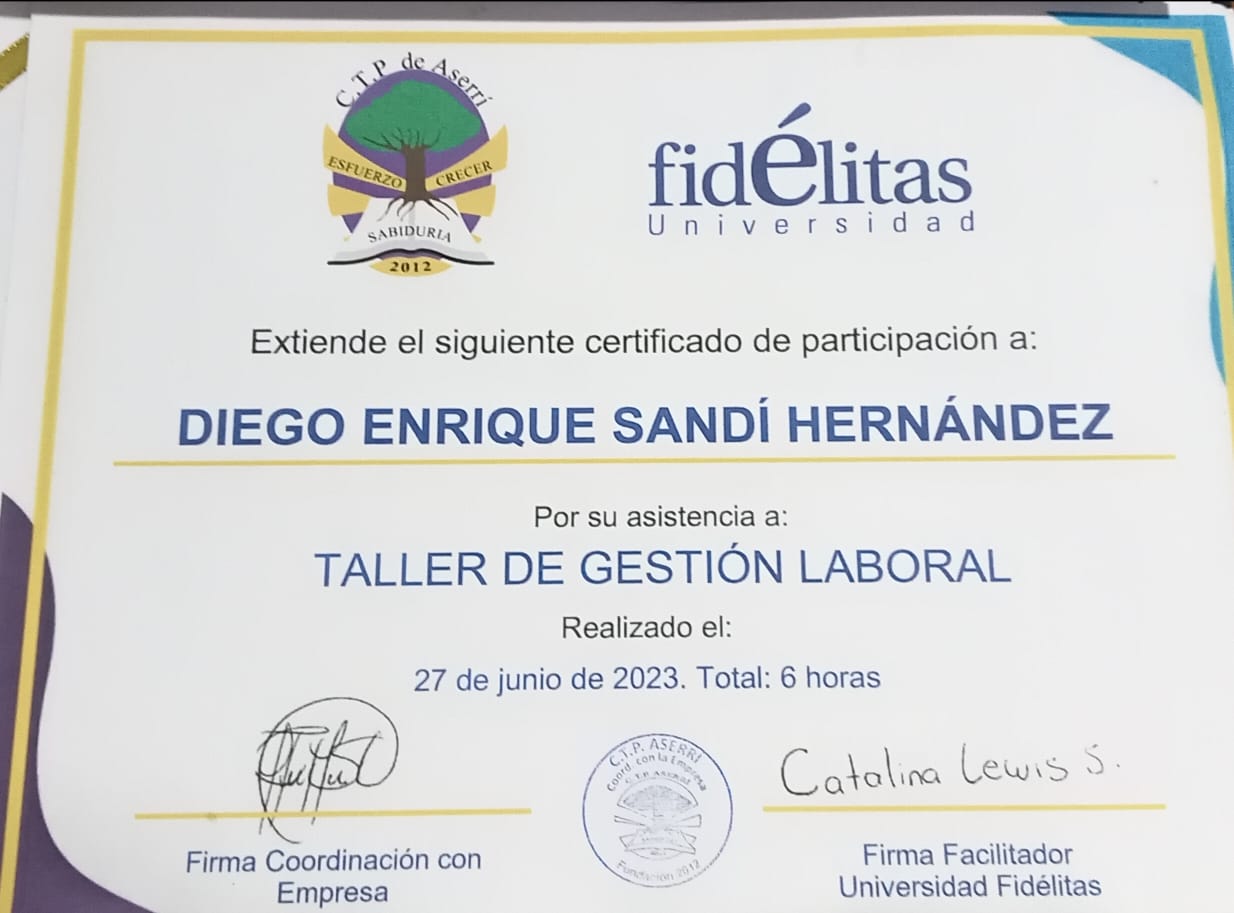 C.T.P. de Aserrí
ESFUERZO CRECER
SABIDURIA
2012
fidélitas
Universidad
Extiende el siguiente certificado de participación a:
DIEGO ENRIQUE SANDÍ HERNÁNDEZ
Por su asistencia a:
TALLER DE GESTIÓN LABORAL
Realizado el:
27 de junio de 2023. Total: 6 horas
C.T.P. ASERRÍ
Coord. con la Empresa
C.T.P. ASERRÍ
Fundación 2012
Catalina Lewis S.
Firma Coordinación con
Empresa
Firma Facilitador
Universidad Fidélitas